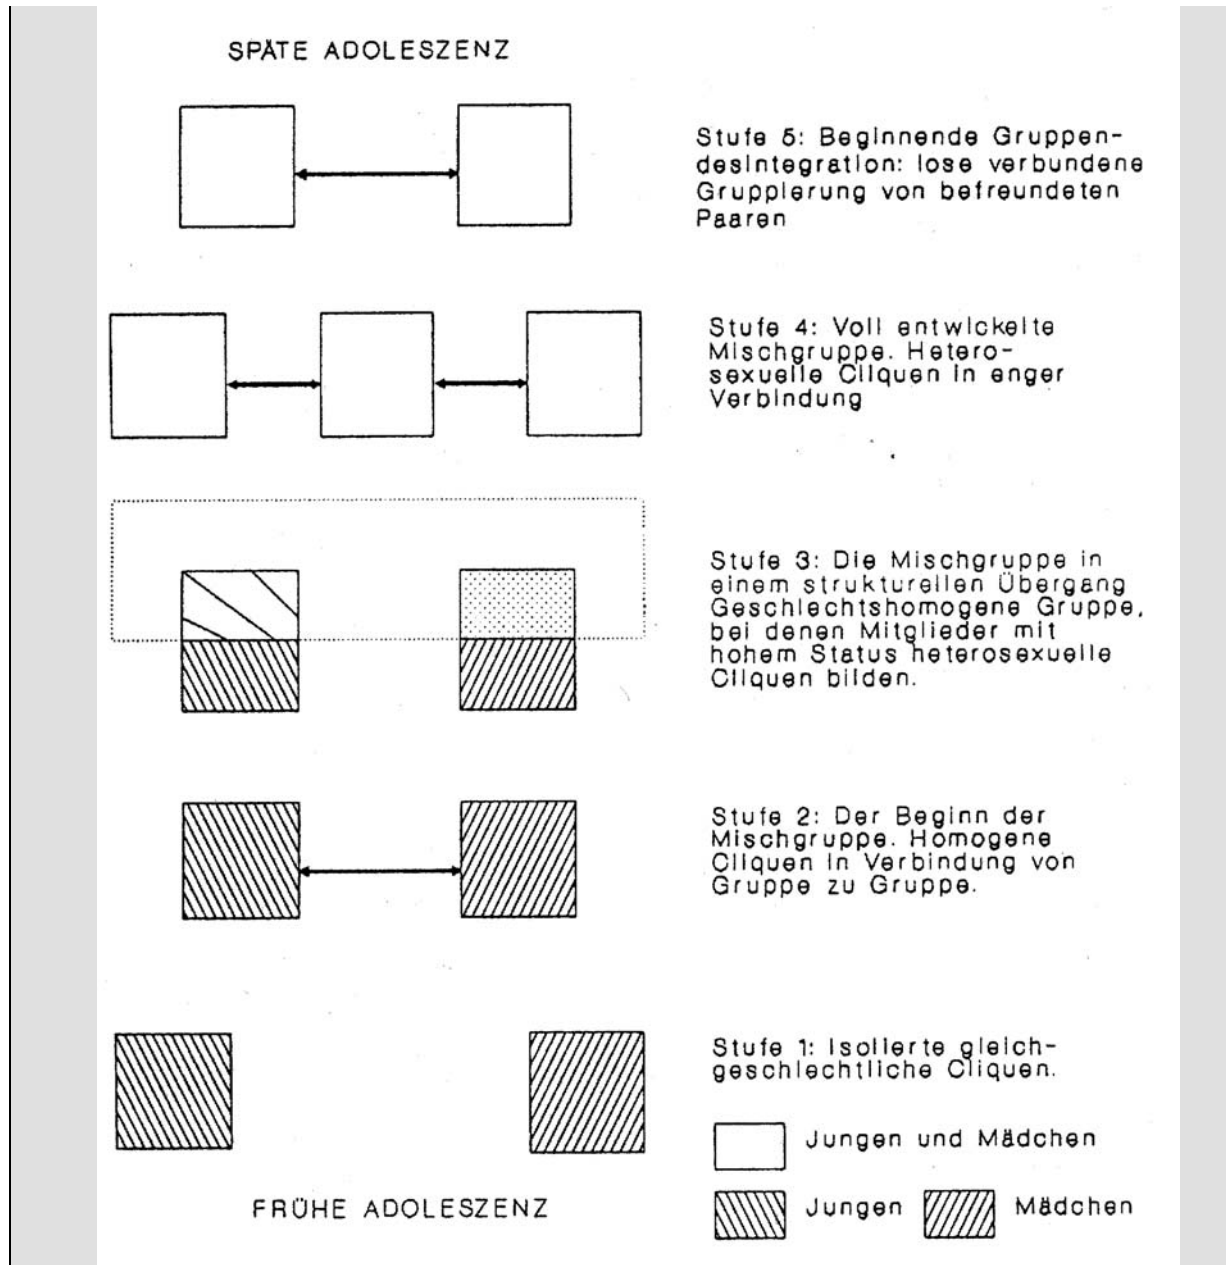 SPÄTE ADOLESZENZ
Stufe 5: Beginnende Gruppen-
desintegration: lose verbundene
Gruppierung von befreundeten
Paaren
Stufe 4: Voll entwickelte
Mischgruppe. Hetero-
sexuelle Cliquen in enger
Verbindung
Stufe 3: Die Mischgruppe in
einem strukturellen Übergang
Geschlechtshomogene Gruppe,
bei denen Mitglieder mit
hohem Status heterosexuelle
Cliquen bilden.
Stufe 2: Der Beginn der
Mischgruppe. Homogene
Cliquen in Verbindung von
Gruppe zu Gruppe.
Stufe 1: Isolierte gleich-
geschlechtliche Cliquen.
Jungen und Mädchen
Jungen
Mädchen
FRÜHE ADOLESZENZ